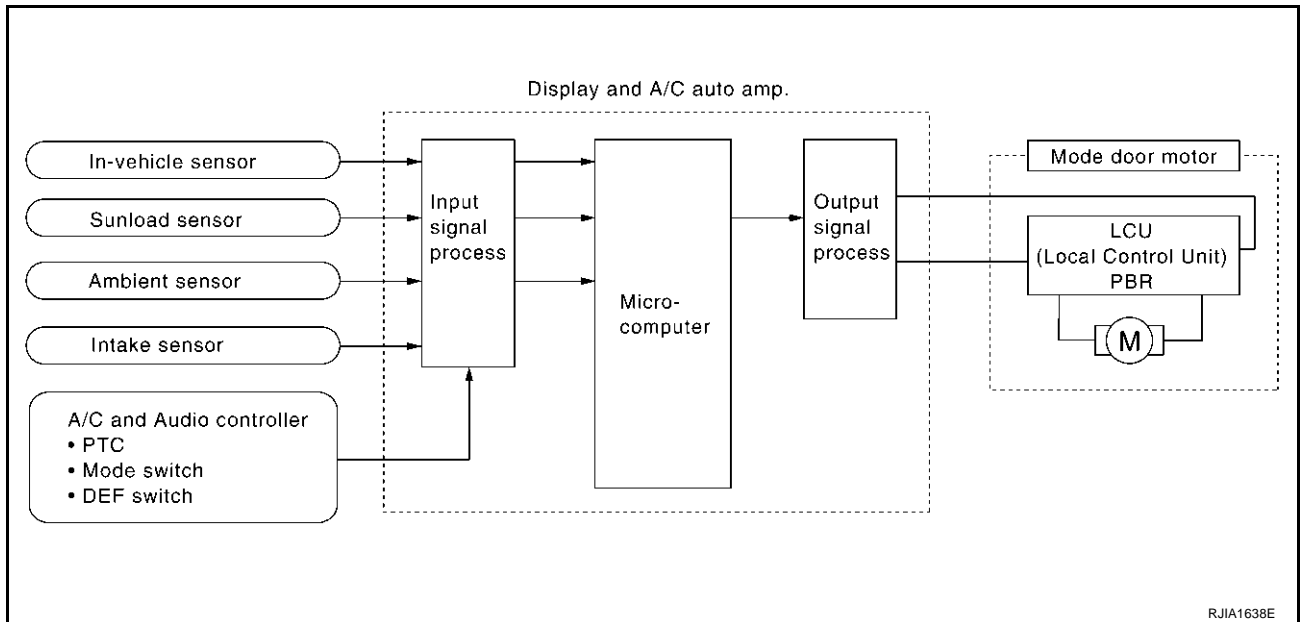 Display and A/C auto amp.
In-vehicle sensor
Sunload sensor
Ambient sensor
Intake sensor
A/C and Audio controller
• PTC
• Mode switch
• DEF switch
Input
signal
process
Micro-
computer
Output
signal
process
Mode door motor
LCU
(Local Control Unit)
PBR
M
RJIA1638E